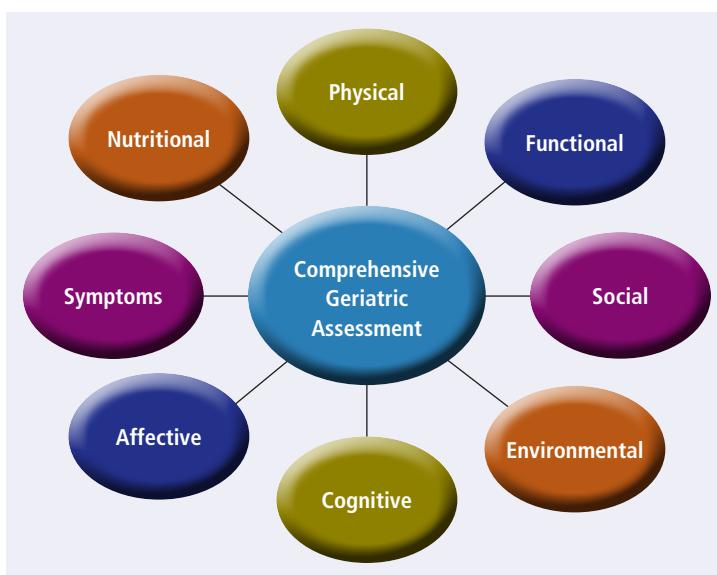 Physical
Nutritional
Functional
Comprehensive
Geriatric
Assessment
Symptoms
Social
Affective
Environmental
Cognitive